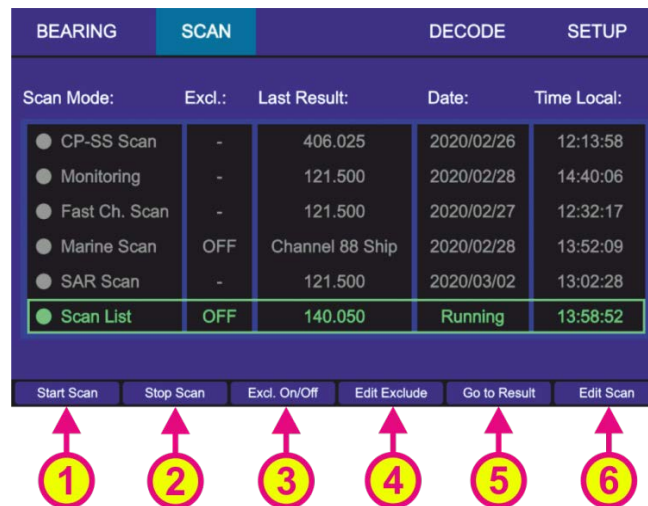 BEARING SCAN DECODE SETUP
Scan Mode: Excl.: Last Result: Date: Time Local:
CP-SS Scan - 406.025 2020/02/26 12:13:58
Monitoring - 121.500 2020/02/28 14:40:06
Fast Ch. Scan - 121.500 2020/02/27 12:32:17
Marine Scan OFF Channel 88 Ship 2020/02/28 13:52:09
SAR Scan - 121.500 2020/03/02 13:02:28
Scan List OFF 140.050 Running 13:58:52
Start Scan Stop Scan Excl. On/Off Edit Exclude Go to Result Edit Scan
1 2 3 4 5 6